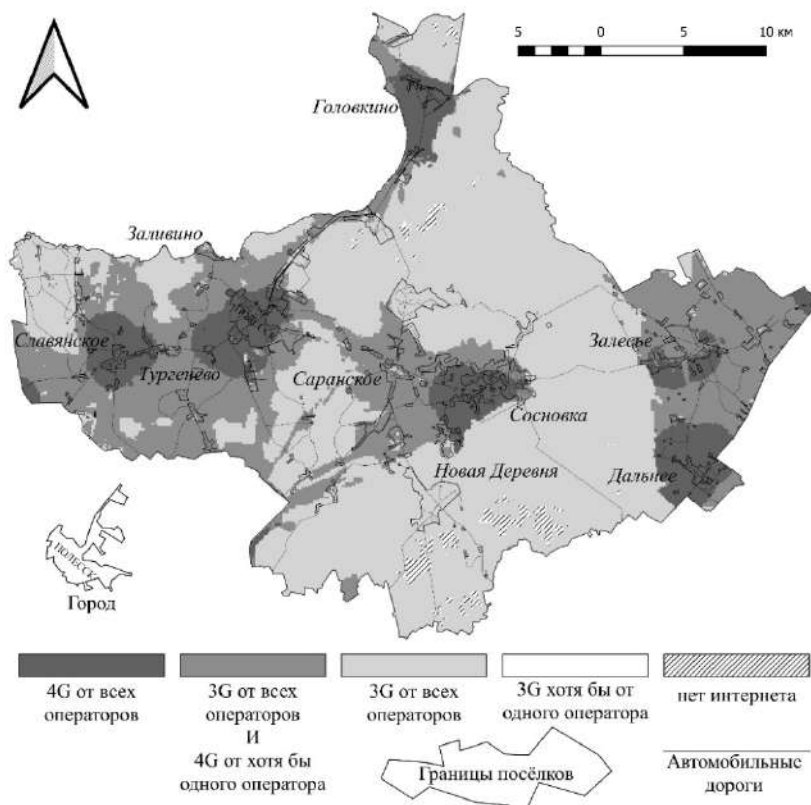 5 0 5 10 км
Головкино
Заливино
Славянское
ПОЛЕССК
Тургенево
Саранское
Залесье
Сосновка
Новая Деревня
Дальнее
ПОЛЕССК
Город
4G от всех
операторов
3G от всех
операторов
И
4G от хотя бы
одного оператора
3G от всех
операторов
3G хотя бы от
одного оператора
нет интернета
Границы посёлков
Автомобильные
дороги